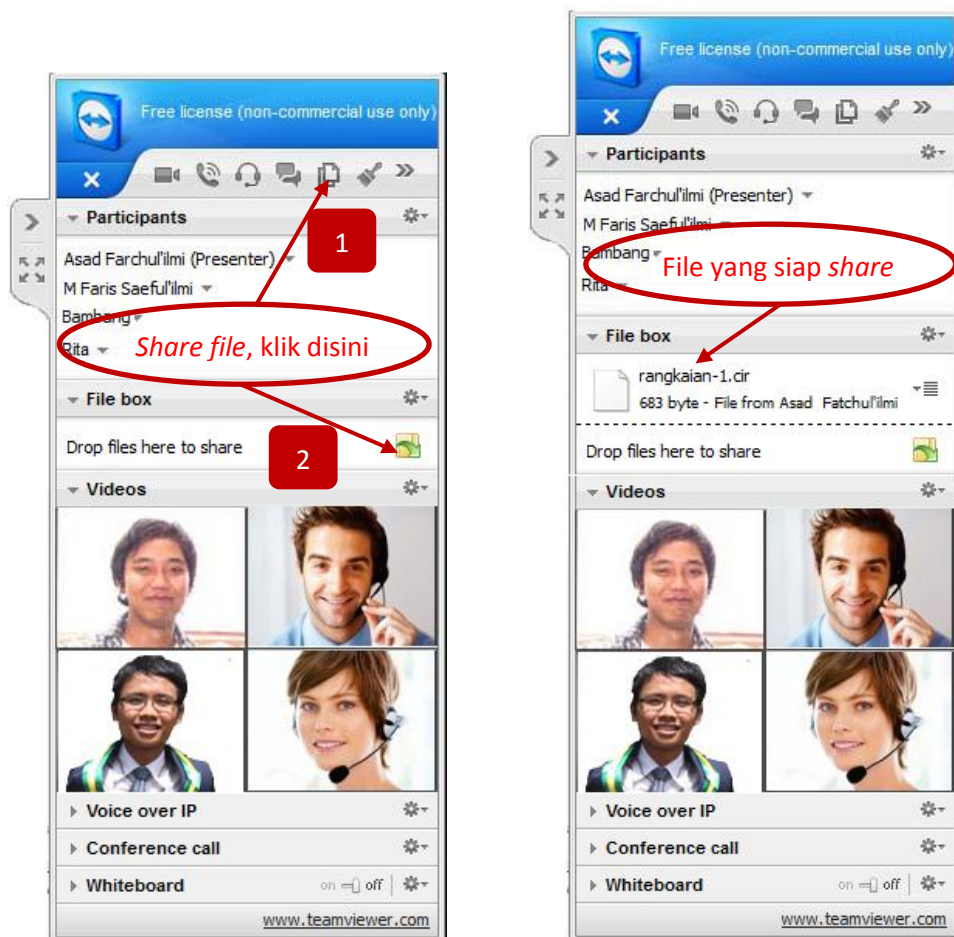 Free license (non-commercial use only)
Participants
1
Asad Farchul'ilmi (Presenter)
M Faris Saeful'ilmi
Bambang
Rita
Share file, klik disini
File box
Drop files here to share
2
Videos
Voice over IP
Conference call
Whiteboard on off
www.teamviewer.com
Free license (non-commercial use only)
Participants
Asad Farchul'ilmi (Presenter)
M Faris Saeful'ilmi
Bambang
File yang siap share
Rita
File box
rangkaian-1.cir
683 byte - File from Asad Fatchul'ilmi
Drop files here to share
Videos
Voice over IP
Conference call
Whiteboard on off
www.teamviewer.com